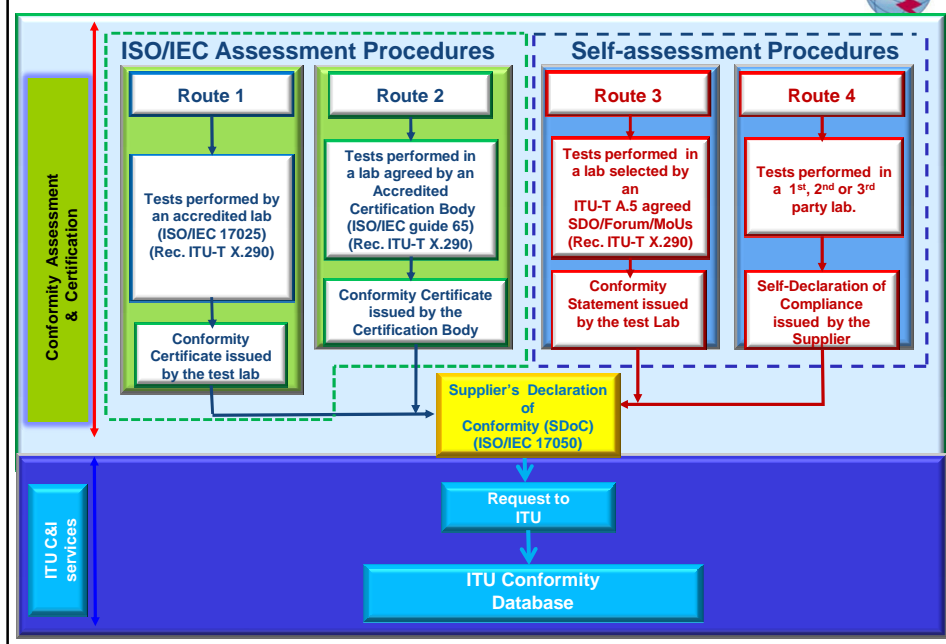 ISO/IEC Assessment Procedures
Self-assessment Procedures
Conformity Assessment
& Certification
Route 1
Tests performed by
an accredited lab
(ISO/IEC 17025)
(Rec. ITU-T X.290)
Conformity
Certificate issued
by the test lab
Route 2
Tests performed in
a lab agreed by an
Accredited
Certification Body
(ISO/IEC guide 65)
(Rec. ITU-T X.290)
Conformity Certificate
issued by the
Certification Body
Route 3
Tests performed in
a lab selected by
an
ITU-T A.5 agreed
SDO/Forum/MoUs
(Rec. ITU-T X.290)
Conformity
Statement issued
by the test Lab
Route 4
Tests performed in
a 1st, 2nd or 3rd
party lab.
Self-Declaration of
Compliance
issued by the
Supplier
Supplier's Declaration
of
Conformity (SDoC)
(ISO/IEC 17050)
ITU C&I
services
Request to
ITU
ITU Conformity
Database